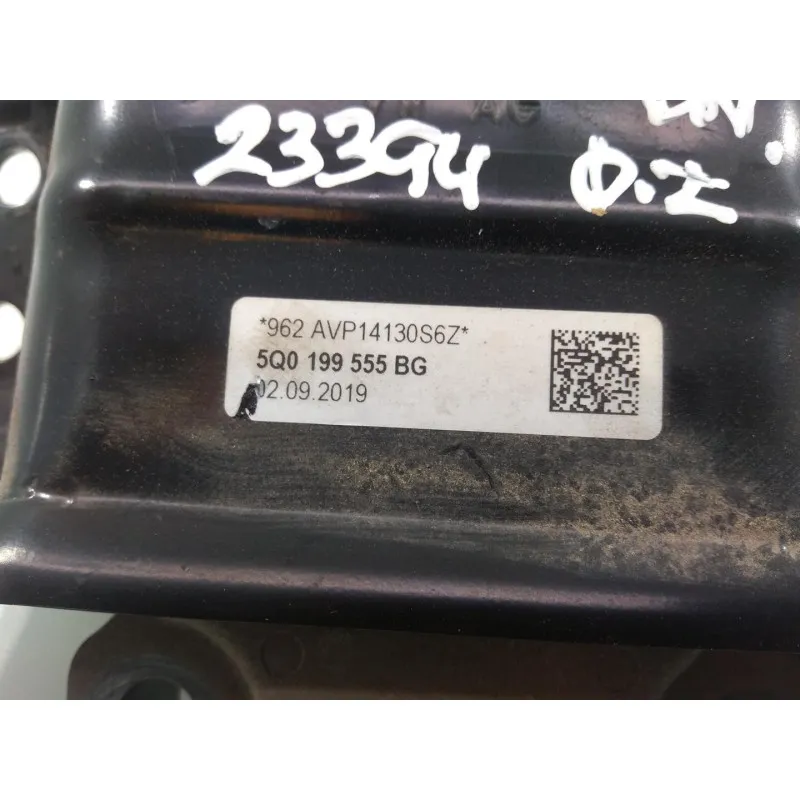 23394 D.Z
*962 AVP14130S6Z*
5Q0 199 555 BG
02.09.2019